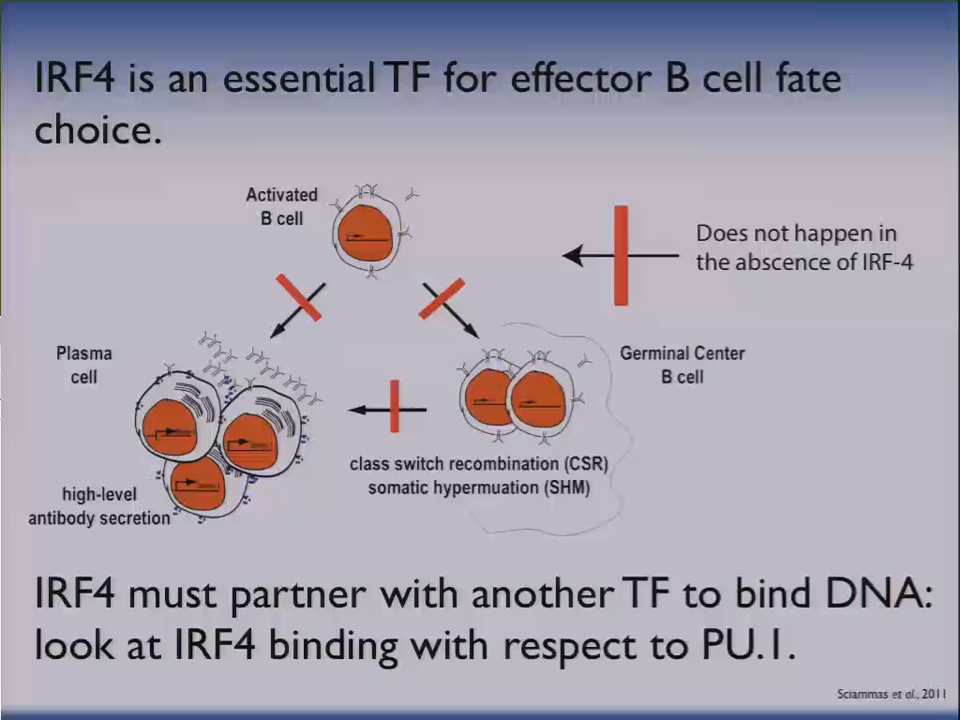 IRF4 is an essential TF for effector B cell fate
choice.
Activated
B cell
Does not happen in
the abscence of IRF-4
Plasma
cell
Germinal Center
B cell
class switch recombination (CSR)
somatic hypermuation (SHM)
high-level
antibody secretion
IRF4 must partner with another TF to bind DNA:
look at IRF4 binding with respect to PU.1.
Sciammas et al., 2011